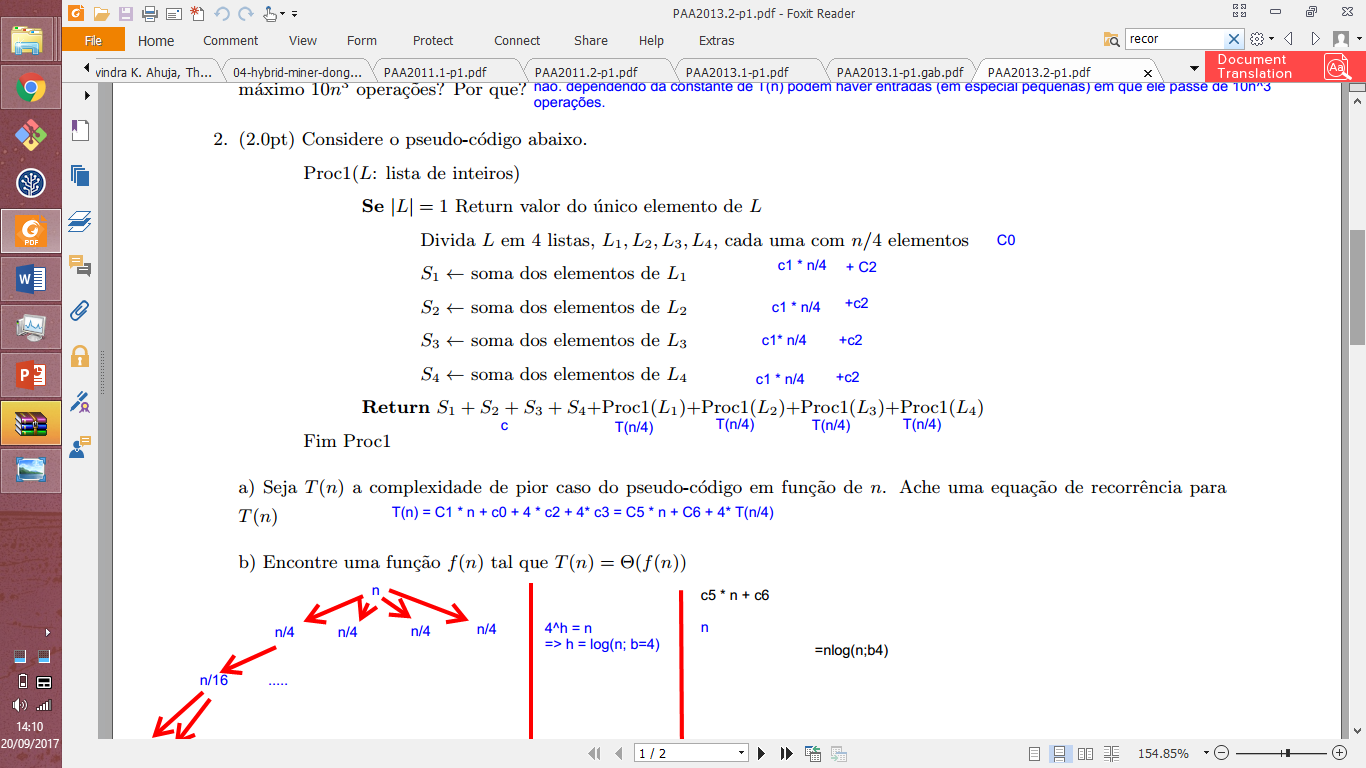 PAA2013.2-p1.pdf - Foxit Reader
File Home Comment View Form Protect Connect Share Help Extras
recor
vindra K. Ahuja, Th... 04-hybrid-miner-dong... PAA2011.1-p1.pdf PAA2011.2-p1.pdf PAA2013.1-p1.pdf PAA2013.1-p1.gab.pdf PAA2013.2-p1.pdf
Document Translation
máximo 10n³ operações? Por que? não. dependendo da constante de T(n) podem haver entradas (em especial pequenas) em que ele passe de 10n^3
operações.
2. (2.0pt) Considere o pseudo-código abaixo.
Proc1(L: lista de inteiros)
Se |L| = 1 Return valor do único elemento de L
Divida L em 4 listas, L₁, L₂, L₃, L₄, cada uma com n/4 elementos C0
S₁ ← soma dos elementos de L₁ c1 * n/4 + C2
S₂ ← soma dos elementos de L₂ c1 * n/4 +c2
S₃ ← soma dos elementos de L₃ c1* n/4 +c2
S₄ ← soma dos elementos de L₄ c1 * n/4 +c2
Return S₁ + S₂ + S₃ + S₄+Proc1(L₁)+Proc1(L₂)+Proc1(L₃)+Proc1(L₄)
c T(n/4) T(n/4) T(n/4) T(n/4)
Fim Proc1
a) Seja T(n) a complexidade de pior caso do pseudo-código em função de n. Ache uma equação de recorrência para
T(n) T(n) = C1 * n + c0 + 4 * c2 + 4* c3 = C5 * n + C6 + 4* T(n/4)
b) Encontre uma função f(n) tal que T(n) = Θ(f(n))
n c5 * n + c6
n/4 n/4 n/4 n/4 4^h = n n
=> h = log(n; b=4)
=nlog(n;b4)
n/16 .....
14:10
20/09/2017
1 / 2 154.85%